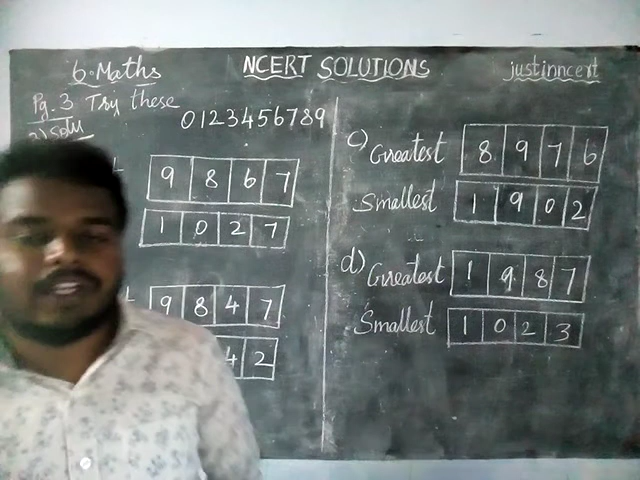 6. Maths
NCERT SOLUTIONS
justinncert
Pg. 3 Try these
0123456789
9 8 6 7
1 0 2 7
9 8 4 7
4 2
c) Greatest 8 9 7 6
Smallest 1 9 0 2
d) Greatest 1 9 8 7
Smallest 1 0 2 3